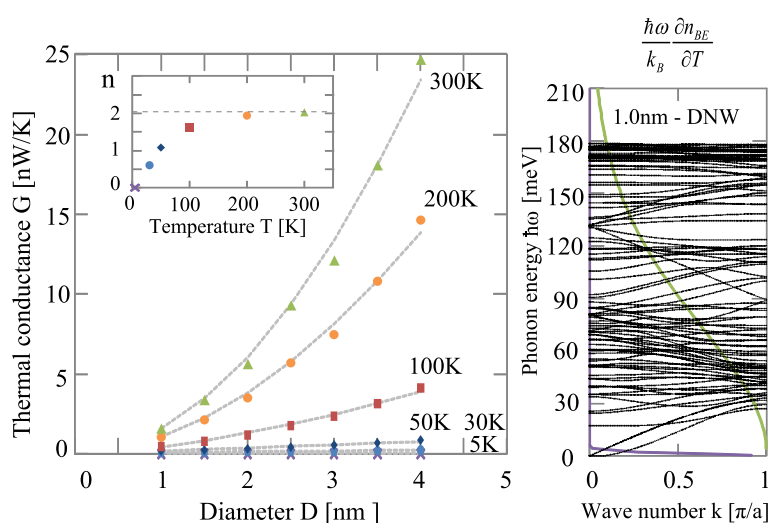 Thermal conductance G [nW/K]
25
20
15
10
5
0
0 1 2 3 4 5
Diameter D [nm ]
300K
200K
100K
50K 30K
5K
n
3
2
1
0
100 200 300
Temperature T [K]
ħω ∂n_BE
k_B ∂T
1.0nm - DNW
Phonon energy ħω [meV]
210
180
150
120
90
60
30
0
0 0.5 1
Wave number k [π/a]